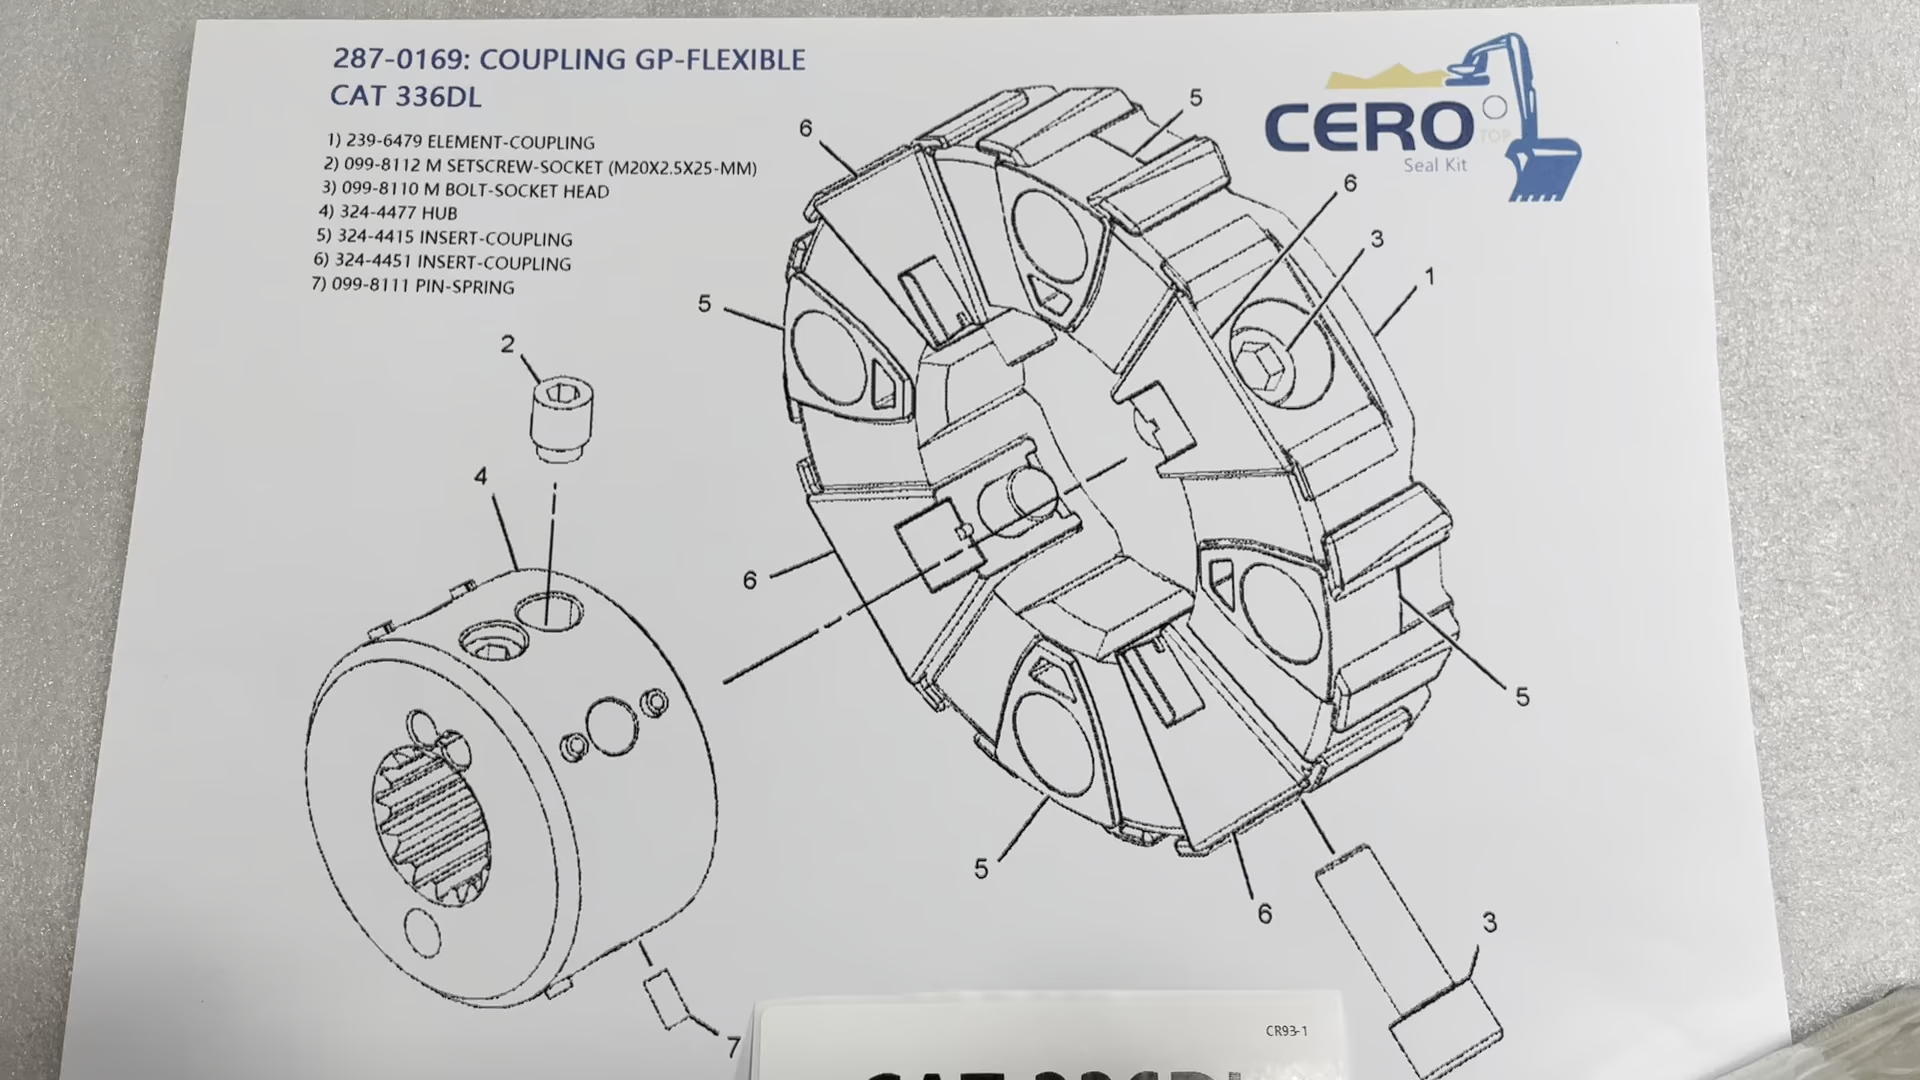 287-0169: COUPLING GP-FLEXIBLE
CAT 336DL
1) 239-6479 ELEMENT-COUPLING
2) 099-8112 M SETSCREW-SOCKET (M20X2.5X25-MM)
3) 099-8110 M BOLT-SOCKET HEAD
4) 324-4477 HUB
5) 324-4415 INSERT-COUPLING
6) 324-4451 INSERT-COUPLING
7) 099-8111 PIN-SPRING
CERO
TOP
Seal Kit
5
6
6
3
1
5
2
4
6
5
5
6
3
7
CR93-1
CAT 336DL